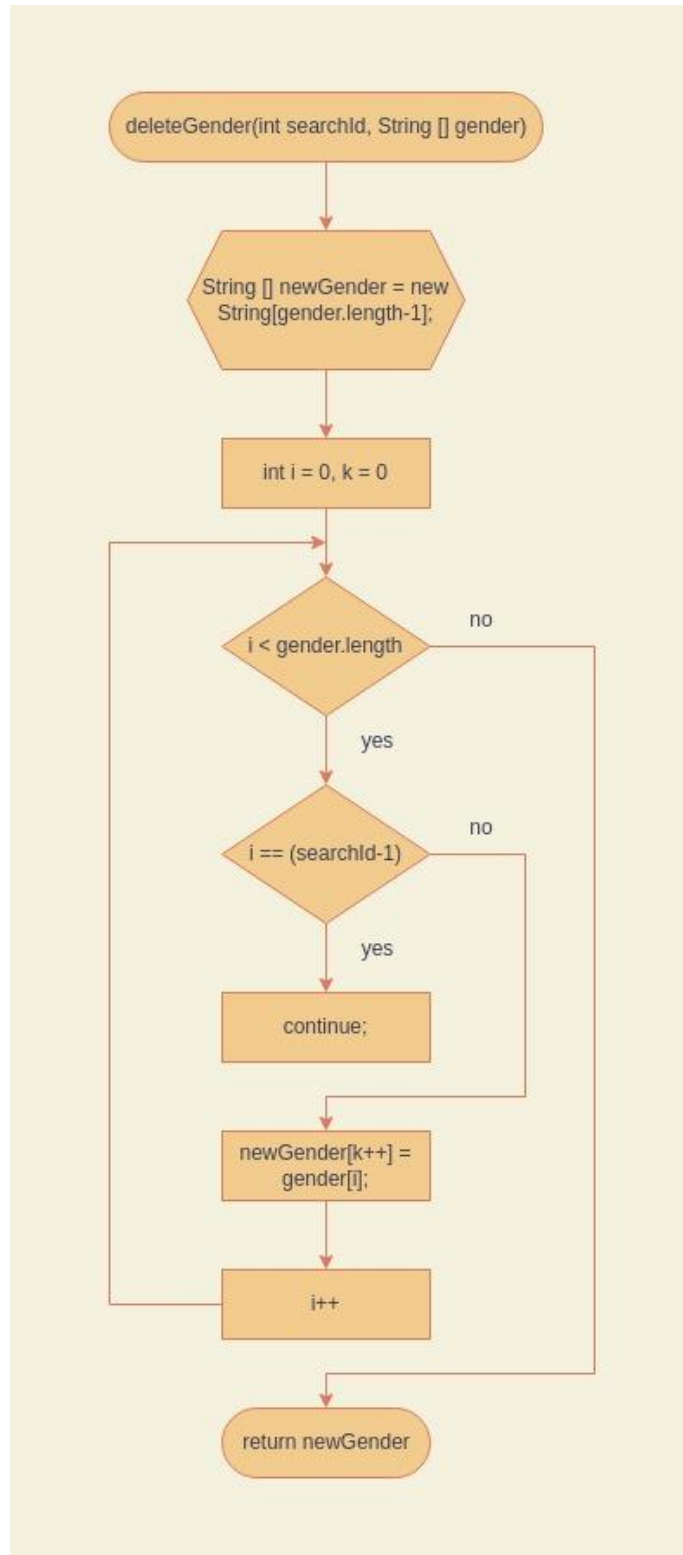 deleteGender(int searchId, String [] gender)
String [] newGender = new
String[gender.length-1];
int i = 0, k = 0
i < gender.length
no
yes
i == (searchId-1)
no
yes
continue;
newGender[k++] =
gender[i];
i++
return newGender